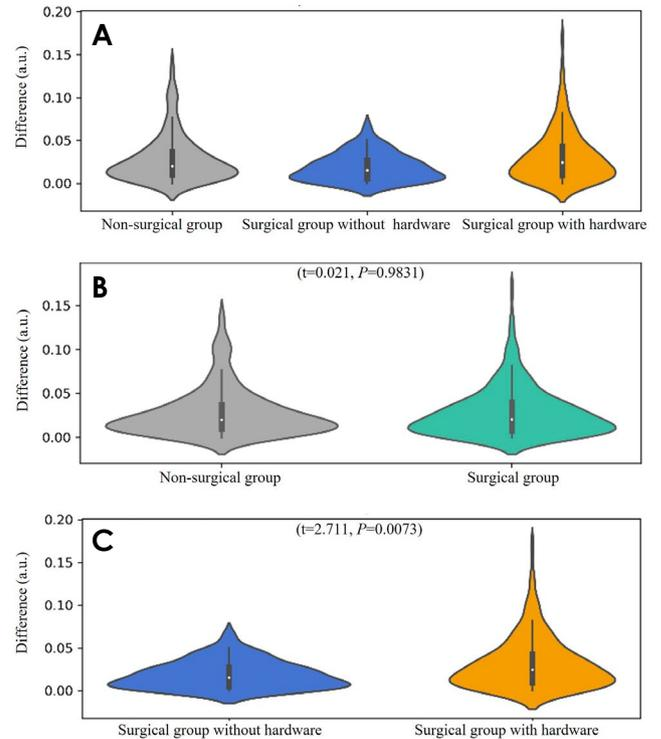 A
Difference (a.u.)
0.20
0.15
0.10
0.05
0.00
Non-surgical group Surgical group without hardware Surgical group with hardware
B
(t=0.021, P=0.9831)
Difference (a.u.)
0.15
0.10
0.05
0.00
Non-surgical group Surgical group
C
(t=2.711, P=0.0073)
Difference (a.u.)
0.20
0.15
0.10
0.05
0.00
Surgical group without hardware Surgical group with hardware